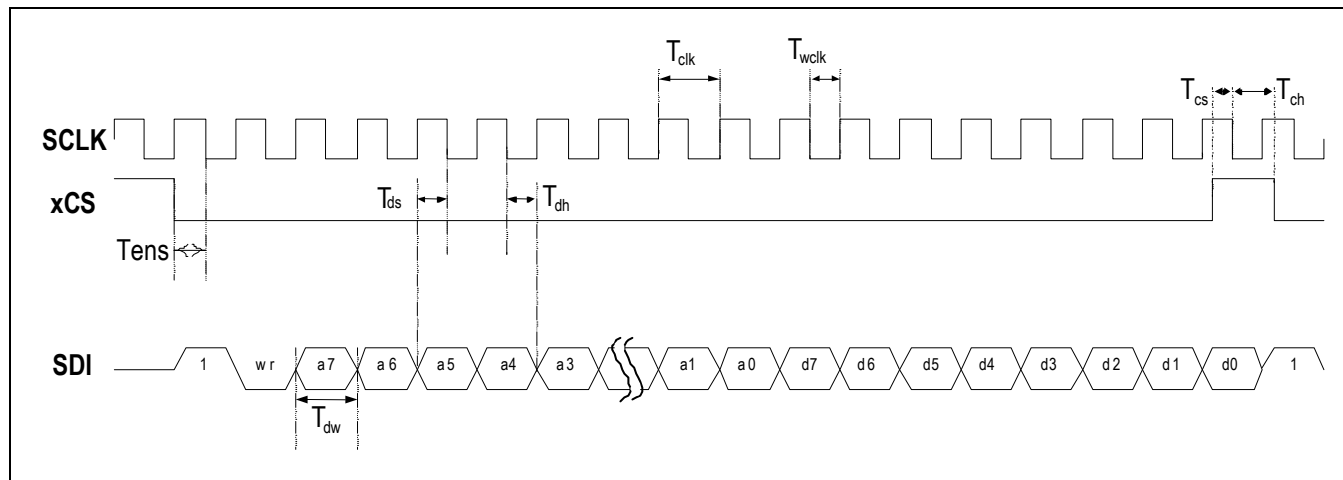 Tclk Twclk
Tcs Tch
SCLK
xCS Tds Tdh
Tens
SDI 1 wr a7 a6 a5 a4 a3 a1 a0 d7 d6 d5 d4 d3 d2 d1 d0 1
Tdw